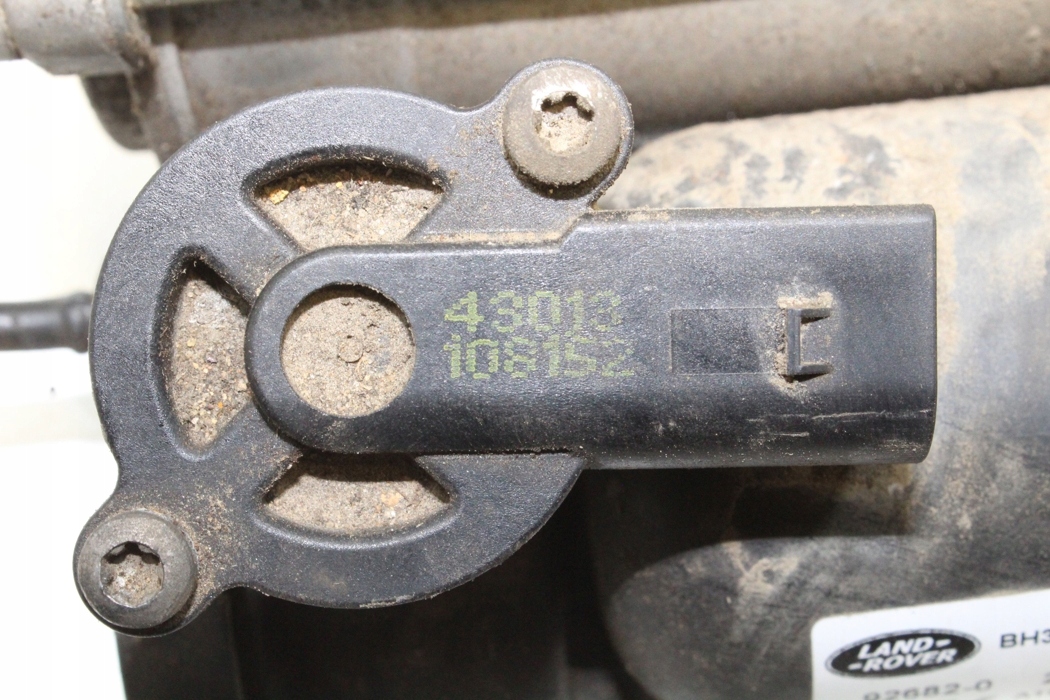 43013
108152
LAND-
-ROVER
BH3
92682-0